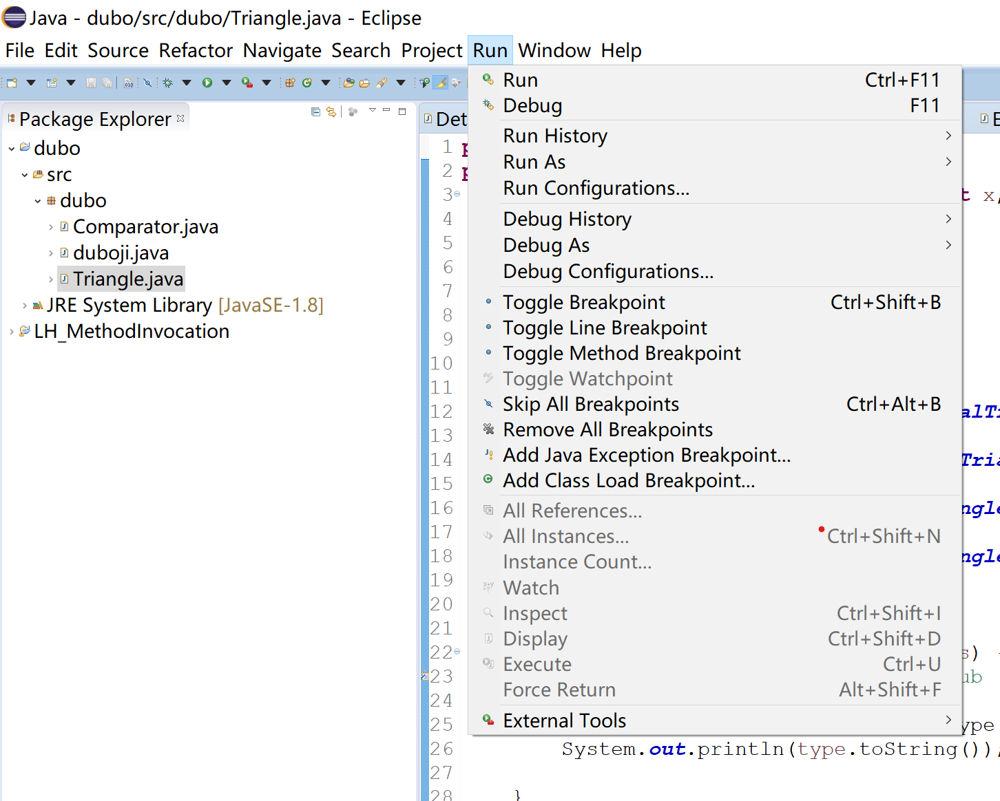 Java - dubo/src/dubo/Triangle.java - Eclipse
File Edit Source Refactor Navigate Search Project Run Window Help
Package Explorer
dubo
src
dubo
Comparator.java
duboji.java
Triangle.java
JRE System Library [JavaSE-1.8]
LH_MethodInvocation
Run Ctrl+F11
Debug F11
Run History
Run As
Run Configurations...
Debug History
Debug As
Debug Configurations...
Toggle Breakpoint Ctrl+Shift+B
Toggle Line Breakpoint
Toggle Method Breakpoint
Toggle Watchpoint
Skip All Breakpoints Ctrl+Alt+B
Remove All Breakpoints
Add Java Exception Breakpoint...
Add Class Load Breakpoint...
All References...
All Instances... Ctrl+Shift+N
Instance Count...
Watch
Inspect Ctrl+Shift+I
Display Ctrl+Shift+D
Execute Ctrl+U
Force Return Alt+Shift+F
External Tools
Det
1
2
3 x,
4
5
6
7
8
9
10
11
12
13
14
15
16
17
18
19
20
21
22 s)
23 ub
24
25 ype
26 System.out.println(type.toString());
27
28 }